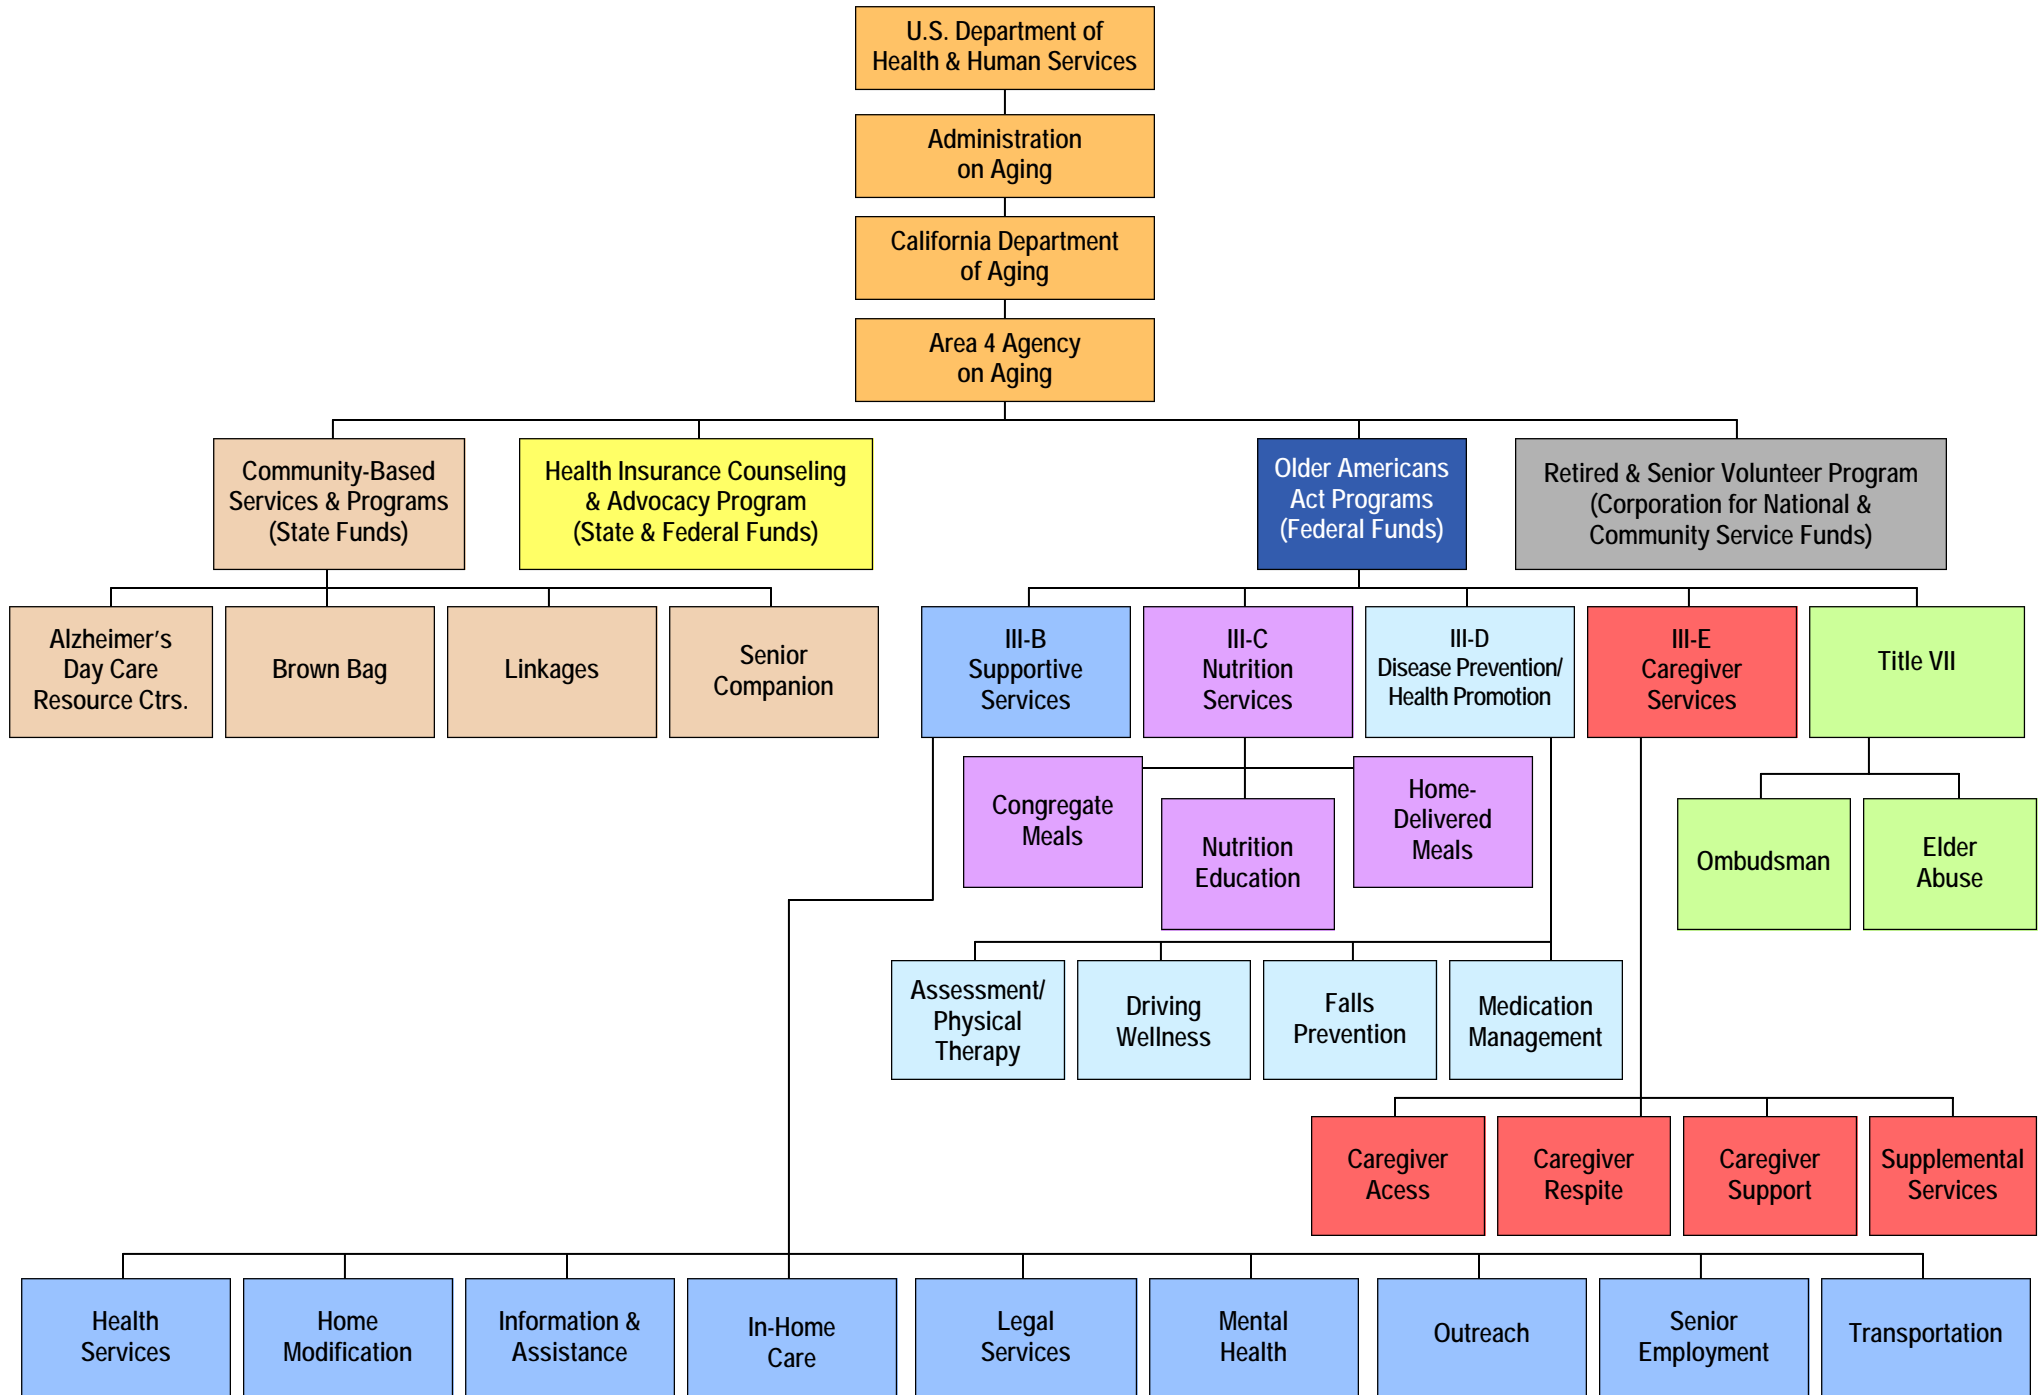 U.S. Department of
Health & Human Services
Administration
on Aging
California Department
of Aging
Area 4 Agency
on Aging
Community-Based
Services & Programs
(State Funds)
Health Insurance Counseling
& Advocacy Program
(State & Federal Funds)
Older Americans
Act Programs
(Federal Funds)
Retired & Senior Volunteer Program
(Corporation for National &
Community Service Funds)
Alzheimer's
Day Care
Resource Ctrs.
Brown Bag
Linkages
Senior
Companion
III-B
Supportive
Services
III-C
Nutrition
Services
III-D
Disease Prevention/
Health Promotion
III-E
Caregiver
Services
Title VII
Congregate
Meals
Nutrition
Education
Home-
Delivered
Meals
Ombudsman
Elder
Abuse
Assessment/
Physical
Therapy
Driving
Wellness
Falls
Prevention
Medication
Management
Caregiver
Acess
Caregiver
Respite
Caregiver
Support
Supplemental
Services
Health
Services
Home
Modification
Information &
Assistance
In-Home
Care
Legal
Services
Mental
Health
Outreach
Senior
Employment
Transportation